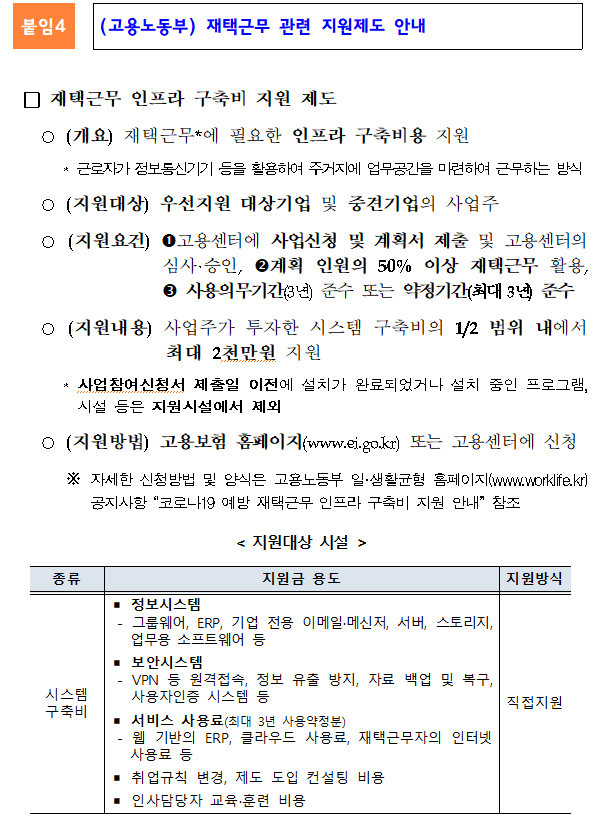 붙임4
(고용노동부) 재택근무 관련 지원제도 안내
□ 재택근무 인프라 구축비 지원 제도
○ (개요) 재택근무*에 필요한 인프라 구축비용 지원
* 근로자가 정보통신기기 등을 활용하여 주거지에 업무공간을 마련하여 근무하는 방식
○ (지원대상) 우선지원 대상기업 및 중견기업의 사업주
○ (지원요건) ❶고용센터에 사업신청 및 계획서 제출 및 고용센터의
심사·승인, ❷계획 인원의 50% 이상 재택근무 활용,
❸ 사용의무기간(3년) 준수 또는 약정기간(최대 3년) 준수
○ (지원내용) 사업주가 투자한 시스템 구축비의 1/2 범위 내에서
최대 2천만원 지원
* 사업참여신청서 제출일 이전에 설치가 완료되었거나 설치 중인 프로그램,
시설 등은 지원시설에서 제외
○ (지원방법) 고용보험 홈페이지(www.ei.go.kr) 또는 고용센터에 신청
※ 자세한 신청방법 및 양식은 고용노동부 일·생활균형 홈페이지(www.worklife.kr)
공지사항 “코로나19 예방 재택근무 인프라 구축비 지원 안내” 참조
< 지원대상 시설 >
종류 지원금 용도 지원방식
▪ 정보시스템
- 그룹웨어, ERP, 기업 전용 이메일·메신저, 서버, 스토리지,
업무용 소프트웨어 등
▪ 보안시스템
- VPN 등 원격접속, 정보 유출 방지, 자료 백업 및 복구,
사용자인증 시스템 등
시스템
구축비
직접지원
▪ 서비스 사용료(최대 3년 사용약정분)
- 웹 기반의 ERP, 클라우드 사용료, 재택근무자의 인터넷
사용료 등
▪ 취업규칙 변경, 제도 도입 컨설팅 비용
▪ 인사담당자 교육·훈련 비용